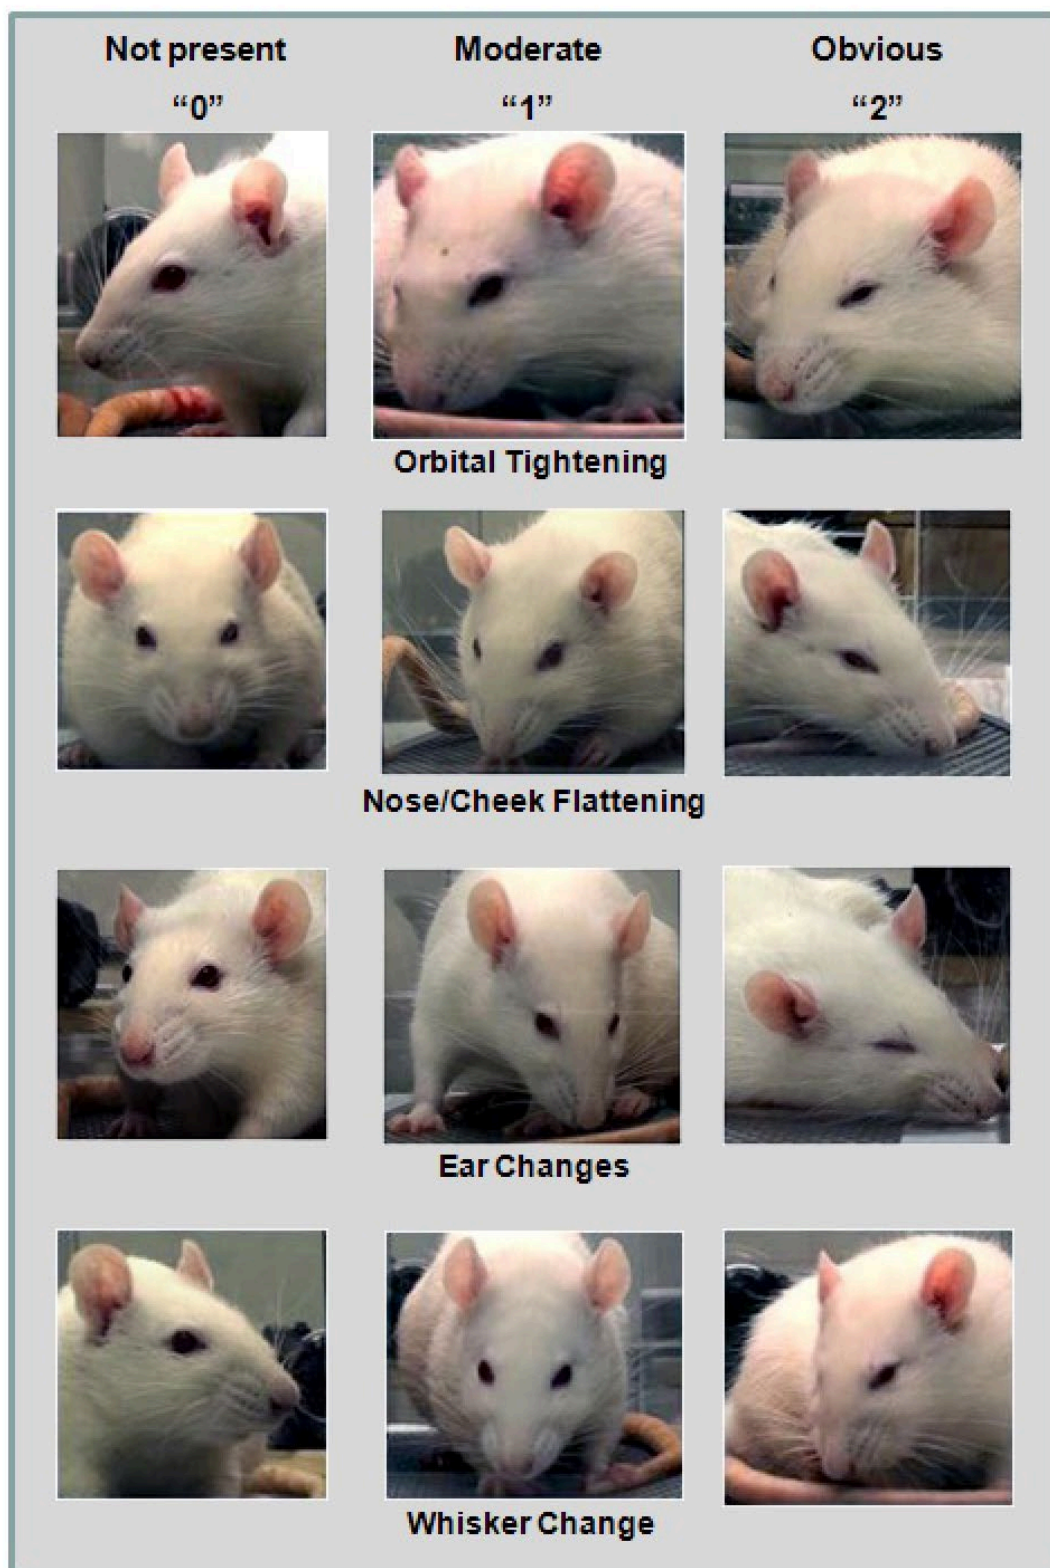 Not present Moderate Obvious
“0” “1” “2”
Orbital Tightening
Nose/Cheek Flattening
Ear Changes
Whisker Change